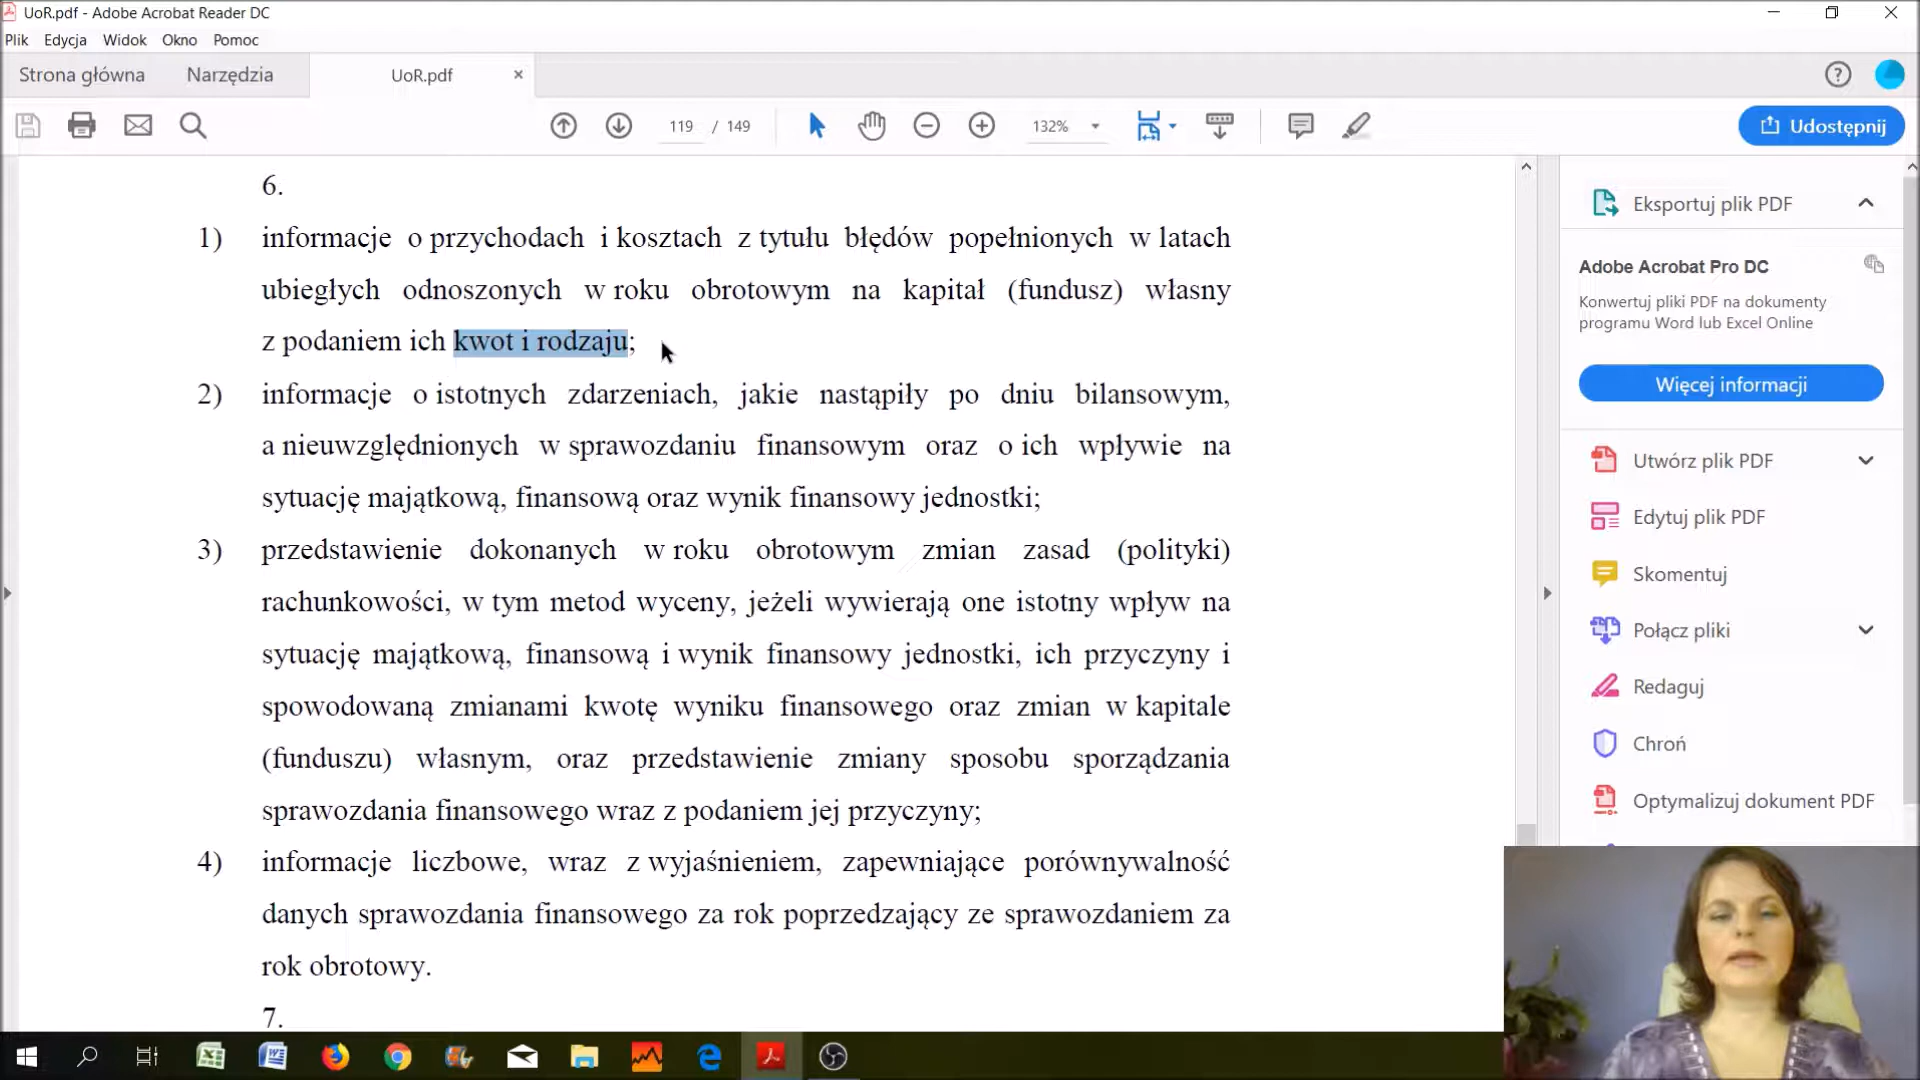 UoR.pdf - Adobe Acrobat Reader DC
Plik Edycja Widok Okno Pomoc
Strona główna Narzędzia UoR.pdf
119 / 149 132% Udostępnij
6.
1) informacje o przychodach i kosztach z tytułu błędów popełnionych w latach
ubiegłych odnoszonych w roku obrotowym na kapitał (fundusz) własny
z podaniem ich kwot i rodzaju;
2) informacje o istotnych zdarzeniach, jakie nastąpiły po dniu bilansowym,
a nieuwzględnionych w sprawozdaniu finansowym oraz o ich wpływie na
sytuację majątkową, finansową oraz wynik finansowy jednostki;
3) przedstawienie dokonanych w roku obrotowym zmian zasad (polityki)
rachunkowości, w tym metod wyceny, jeżeli wywierają one istotny wpływ na
sytuację majątkową, finansową i wynik finansowy jednostki, ich przyczyny i
spowodowaną zmianami kwotę wyniku finansowego oraz zmian w kapitale
(funduszu) własnym, oraz przedstawienie zmiany sposobu sporządzania
sprawozdania finansowego wraz z podaniem jej przyczyny;
4) informacje liczbowe, wraz z wyjaśnieniem, zapewniające porównywalność
danych sprawozdania finansowego za rok poprzedzający ze sprawozdaniem za
rok obrotowy.
7.
Eksportuj plik PDF
Adobe Acrobat Pro DC
Konwertuj pliki PDF na dokumenty
programu Word lub Excel Online
Więcej informacji
Utwórz plik PDF
Edytuj plik PDF
Skomentuj
Połącz pliki
Redaguj
Chroń
Optymalizuj dokument PDF